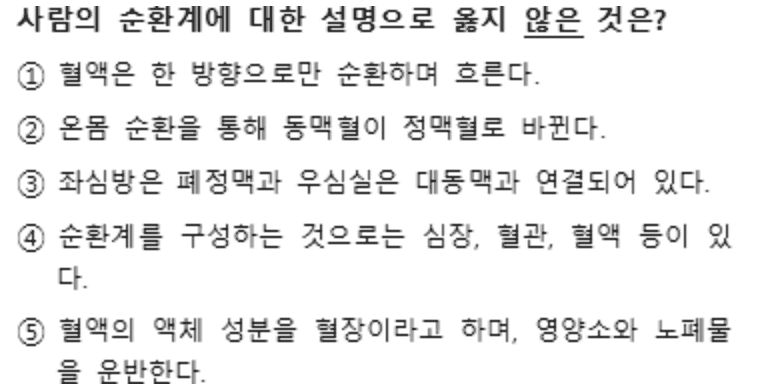 사람의 순환계에 대한 설명으로 옳지 않은 것은?
① 혈액은 한 방향으로만 순환하며 흐른다.
② 온몸 순환을 통해 동맥혈이 정맥혈로 바뀐다.
③ 좌심방은 폐정맥과 우심실은 대동맥과 연결되어 있다.
④ 순환계를 구성하는 것으로는 심장, 혈관, 혈액 등이 있
다.
⑤ 혈액의 액체 성분을 혈장이라고 하며, 영양소와 노폐물
을 운반한다.